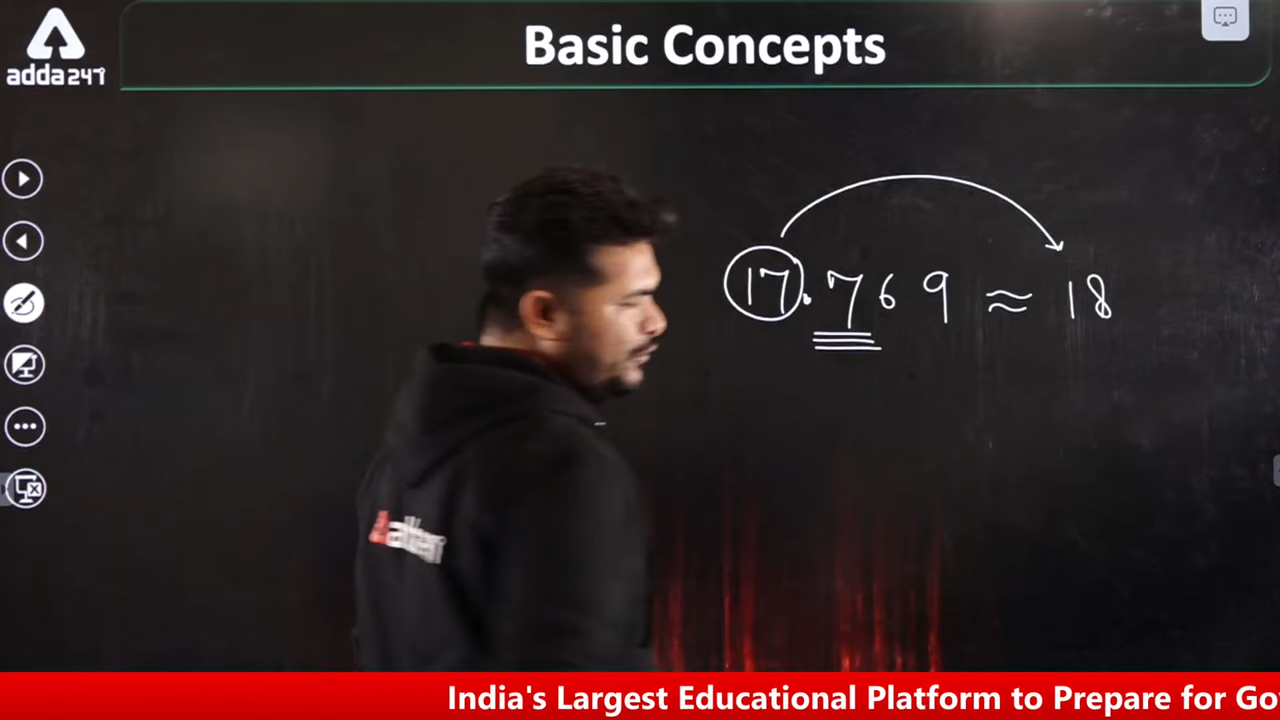 Basic Concepts
adda247
17.769 ≈ 18
India's Largest Educational Platform to Prepare for Go